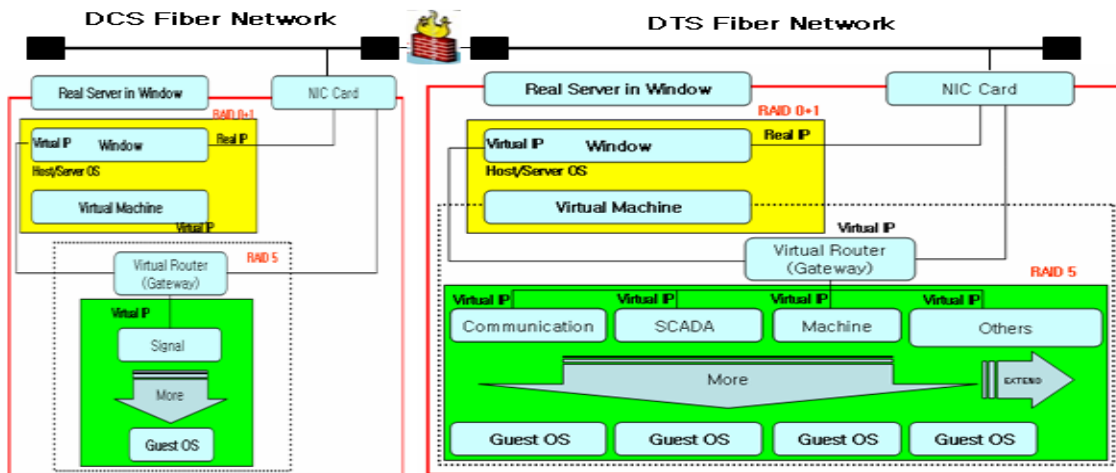 DCS Fiber Network
DTS Fiber Network
Real Server in Window
NIC Card
RAID 0+1
Virtual IP
Window
Real IP
Host/Server OS
Virtual Machine
Virtual IP
Virtual Router
(Gateway)
RAID 5
Virtual IP
Signal
More
Guest OS
Real Server in Window
NIC Card
RAID 0+1
Virtual IP
Window
Real IP
Host/Server OS
Virtual Machine
Virtual IP
Virtual Router
(Gateway)
RAID 5
Virtual IP
Virtual IP
Virtual IP
Virtual IP
Communication
SCADA
Machine
Others
More
EXTEND
Guest OS
Guest OS
Guest OS
Guest OS